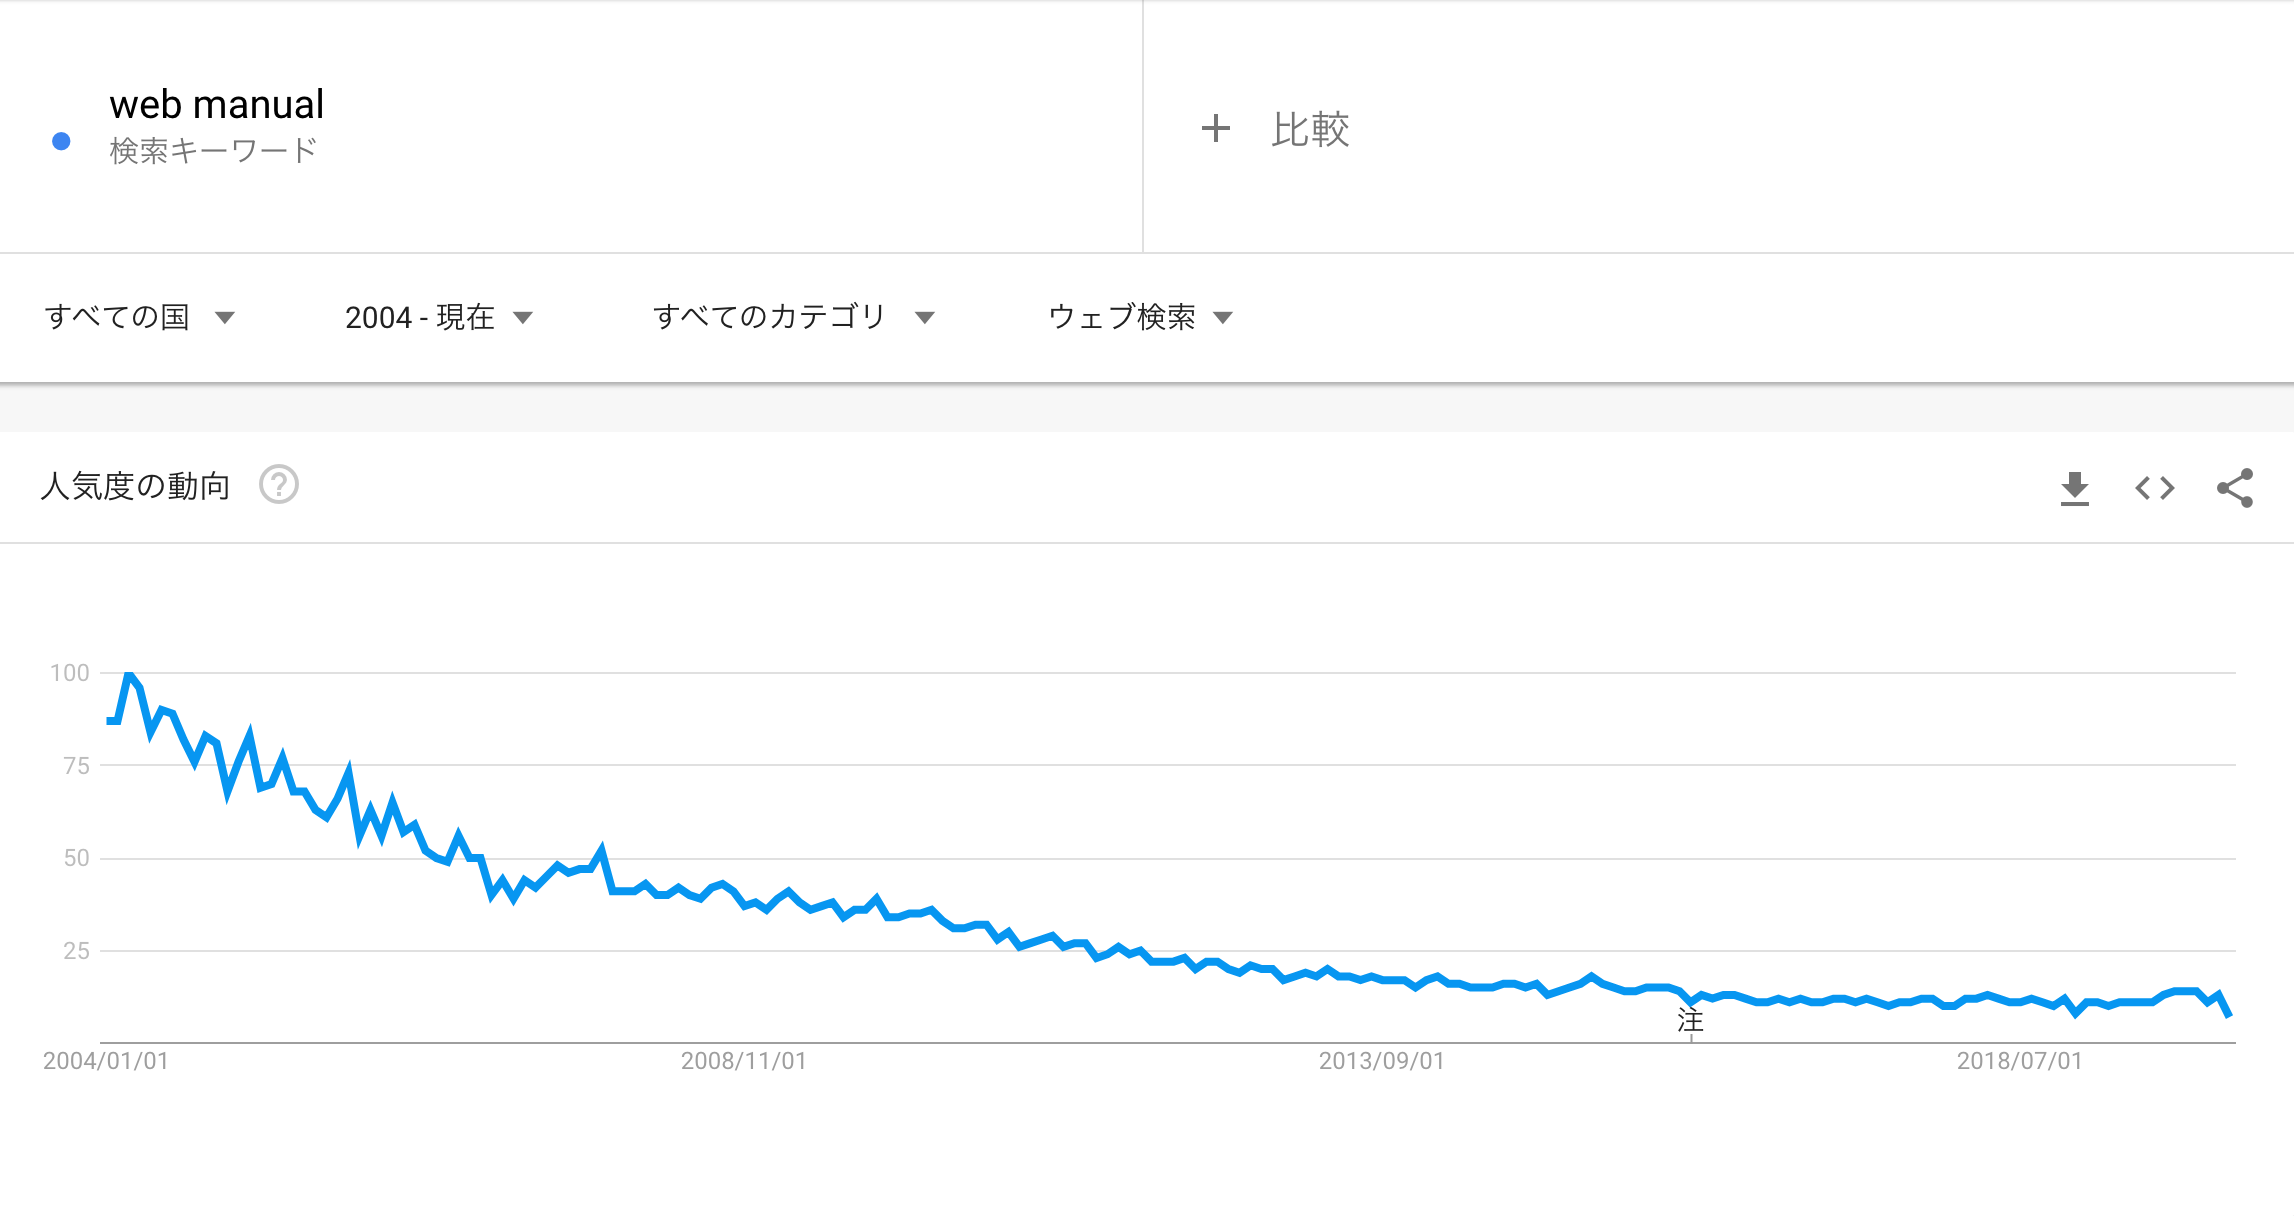 web manual
検索キーワード
+ 比較
すべての国
2004 - 現在
すべてのカテゴリ
ウェブ検索
人気度の動向 ?
100
75
50
25
注
2004/01/01
2008/11/01
2013/09/01
2018/07/01